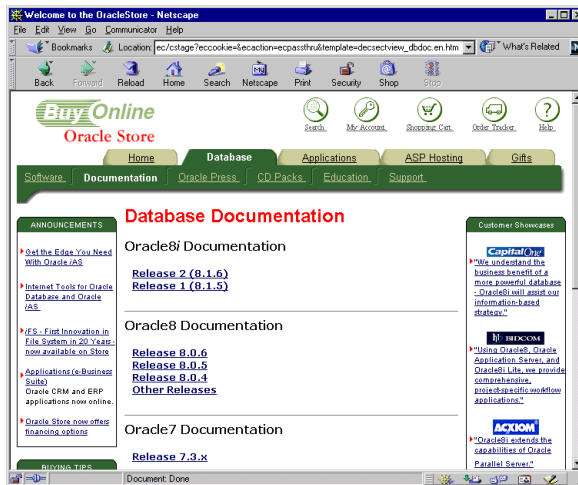 Welcome to the OracleStore - Netscape
File Edit View Go Communicator Help
Bookmarks Location: ec/cstage?eccookie=&ecaction=ecpassthru&template=decsectview_dbdoc.en.htm What's Related
Back Forward Reload Home Search Netscape Print Security Shop Stop
Buy Online
Oracle Store
Search My Account Shopping Cart Order Tracker Help
Home Database Applications ASP Hosting Gifts
Software Documentation Oracle Press CD Packs Education Support
ANNOUNCEMENTS
Get the Edge You Need
With Oracle iAS
Internet Tools for Oracle
Database and Oracle
iAS
iFS - First Innovation in
File System in 20 Years -
now available on Store
Applications (e-Business
Suite)
Oracle CRM and ERP
applications now online.
Oracle Store now offers
financing options
BUYING TIPS
Database Documentation
Oracle8i Documentation
Release 2 (8.1.6)
Release 1 (8.1.5)
Oracle8 Documentation
Release 8.0.6
Release 8.0.5
Release 8.0.4
Other Releases
Oracle7 Documentation
Release 7.3.x
Customer Showcases
CapitalOne
"We understand the
business benefit of a
more powerful database
- Oracle8i will assist our
information-based
strategy."
BIDCOM
"Using Oracle8, Oracle
Application Server, and
Oracle8i Lite, we provide
comprehensive,
project-specific workflow
applications."
ACXIOM
"Oracle8i extends the
capabilities of Oracle
Parallel Server."
Document: Done